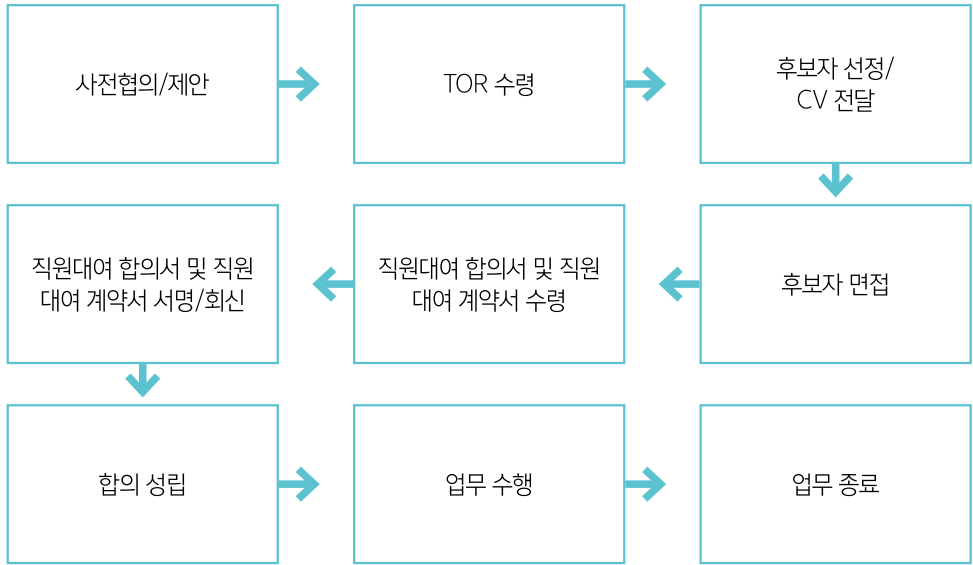 사전협의/제안
TOR 수령
후보자 선정/
CV 전달
후보자 면접
직원대여 합의서 및 직원
대여 계약서 수령
직원대여 합의서 및 직원
대여 계약서 서명/회신
합의 성립
업무 수행
업무 종료